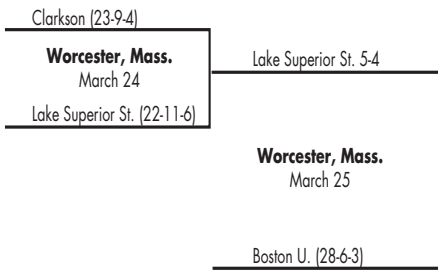 Clarkson (23-9-4)
Worcester, Mass.
March 24
Lake Superior St. (22-11-6)
Lake Superior St. 5-4
Worcester, Mass.
March 25
Boston U. (28-6-3)